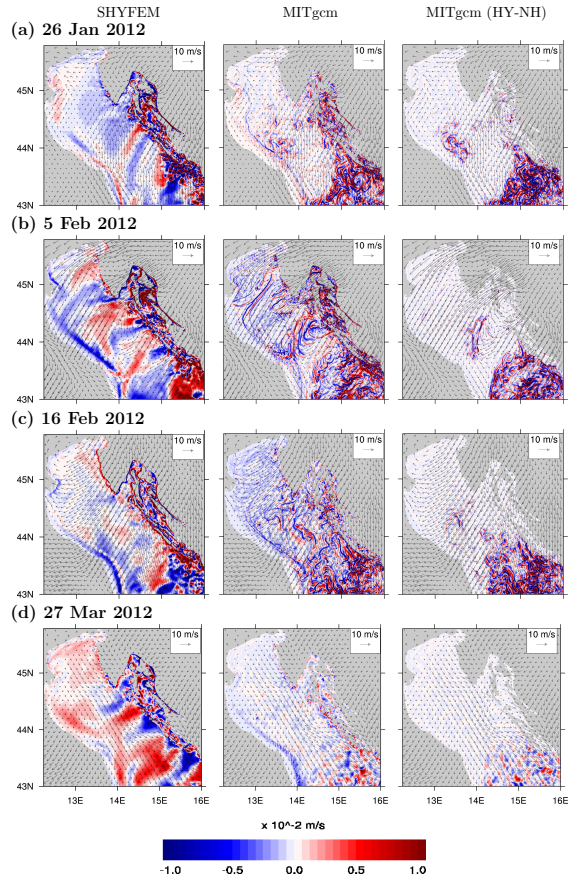 SHYFEM MITgcm MITgcm (HY-NH)
(a) 26 Jan 2012
10 m/s 10 m/s 10 m/s
45N
44N
43N
(b) 5 Feb 2012
10 m/s 10 m/s 10 m/s
45N
44N
43N
(c) 16 Feb 2012
10 m/s 10 m/s 10 m/s
45N
44N
43N
(d) 27 Mar 2012
10 m/s 10 m/s 10 m/s
45N
44N
43N
13E 14E 15E 16E 13E 14E 15E 16E 13E 14E 15E 16E
x 10^-2 m/s
-1.0 -0.5 0.0 0.5 1.0